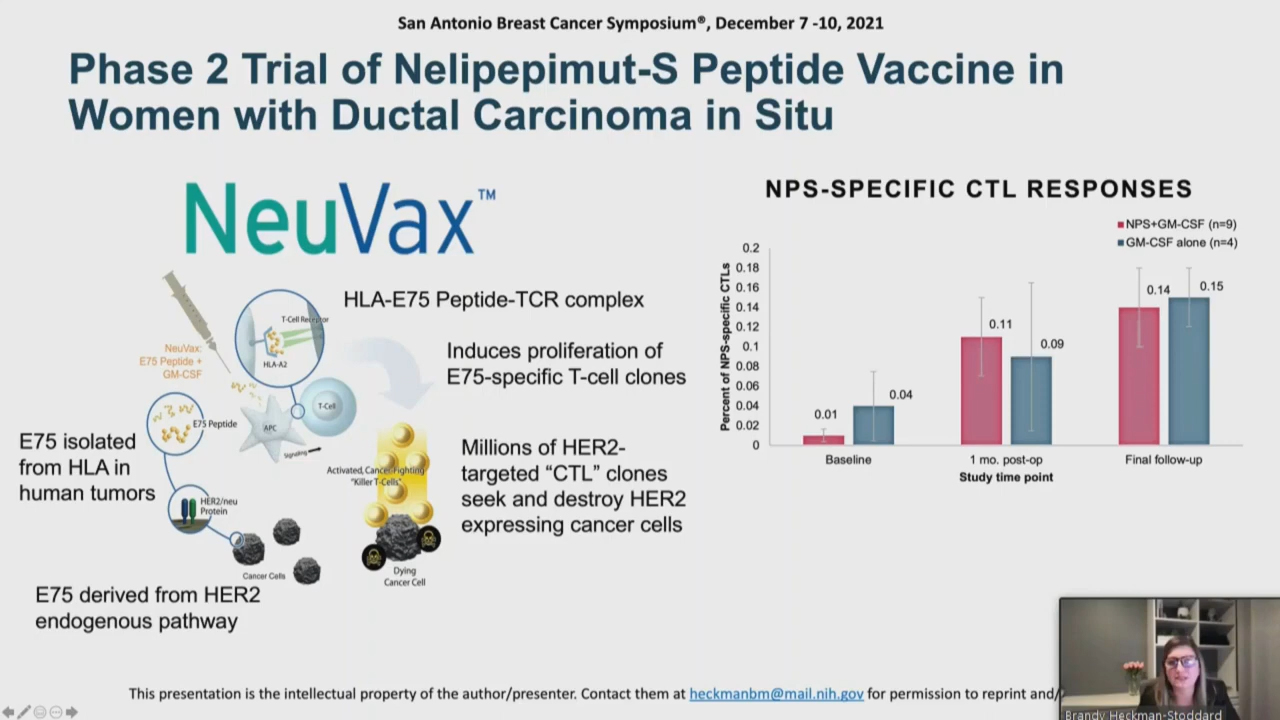 San Antonio Breast Cancer Symposium®, December 7 -10, 2021
Phase 2 Trial of Nelipepimut-S Peptide Vaccine in
Women with Ductal Carcinoma in Situ
NeuVax™
HLA-E75 Peptide-TCR complex
T-Cell Receptor
HLA-A2
NeuVax:
E75 Peptide +
GM-CSF
Induces proliferation of
E75-specific T-cell clones
T-Cell
E75 Peptide
APC
Signaling
E75 isolated
from HLA in
human tumors
Activated, Cancer-Fighting
"Killer T-Cells"
Millions of HER2-
targeted “CTL” clones
seek and destroy HER2
expressing cancer cells
HER2/neu
Protein
Cancer Cells
Dying
Cancer Cell
E75 derived from HER2
endogenous pathway
NPS-SPECIFIC CTL RESPONSES
NPS+GM-CSF (n=9)
GM-CSF alone (n=4)
Percent of NPS-specific CTLs
0.2
0.18
0.16
0.14
0.12
0.1
0.08
0.06
0.04
0.02
0
0.01
0.04
0.11
0.09
0.14
0.15
Baseline
1 mo. post-op
Final follow-up
Study time point
This presentation is the intellectual property of the author/presenter. Contact them at heckmanbm@mail.nih.gov for permission to reprint and/
Brandy Heckman-Stoddard